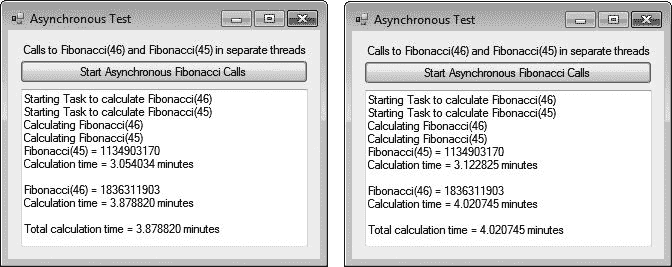 Asynchronous Test
Calls to Fibonacci(46) and Fibonacci(45) in separate threads
Start Asynchronous Fibonacci Calls
Starting Task to calculate Fibonacci(46)
Starting Task to calculate Fibonacci(45)
Calculating Fibonacci(46)
Calculating Fibonacci(45)
Fibonacci(45) = 1134903170
Calculation time = 3.054034 minutes
Fibonacci(46) = 1836311903
Calculation time = 3.878820 minutes
Total calculation time = 3.878820 minutes
Asynchronous Test
Calls to Fibonacci(46) and Fibonacci(45) in separate threads
Start Asynchronous Fibonacci Calls
Starting Task to calculate Fibonacci(46)
Starting Task to calculate Fibonacci(45)
Calculating Fibonacci(46)
Calculating Fibonacci(45)
Fibonacci(45) = 1134903170
Calculation time = 3.122825 minutes
Fibonacci(46) = 1836311903
Calculation time = 4.020745 minutes
Total calculation time = 4.020745 minutes